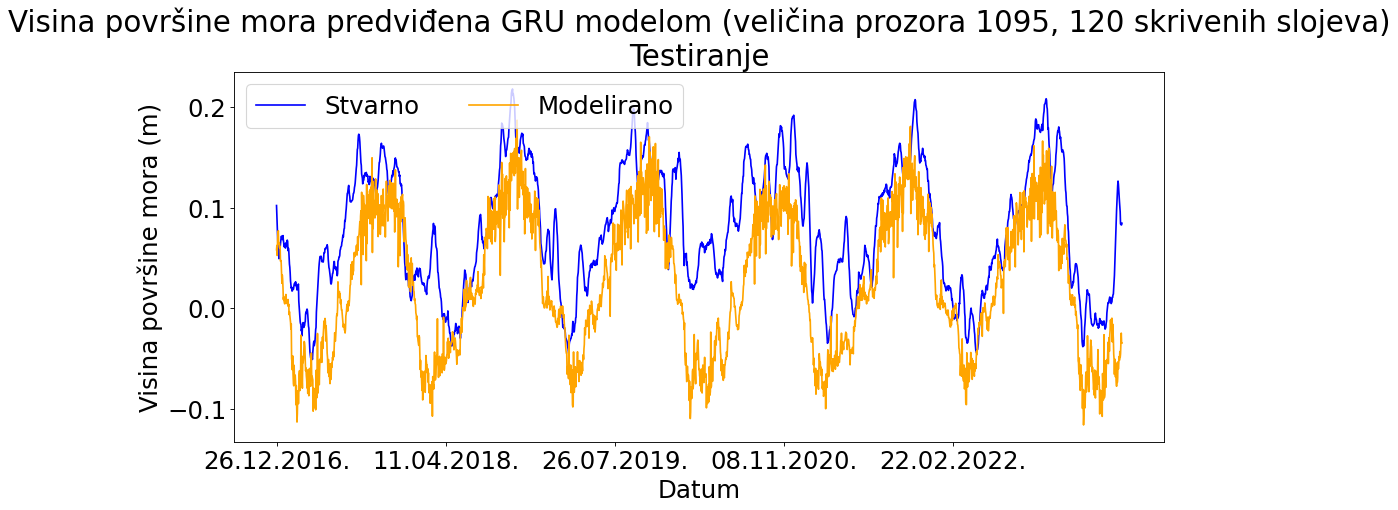 Visina površine mora predviđena GRU modelom (veličina prozora 1095, 120 skrivenih slojeva)
Testiranje
Stvarno
Modelirano
Visina površine mora (m)
0.2
0.1
0.0
−0.1
26.12.2016.
11.04.2018.
26.07.2019.
08.11.2020.
22.02.2022.
Datum